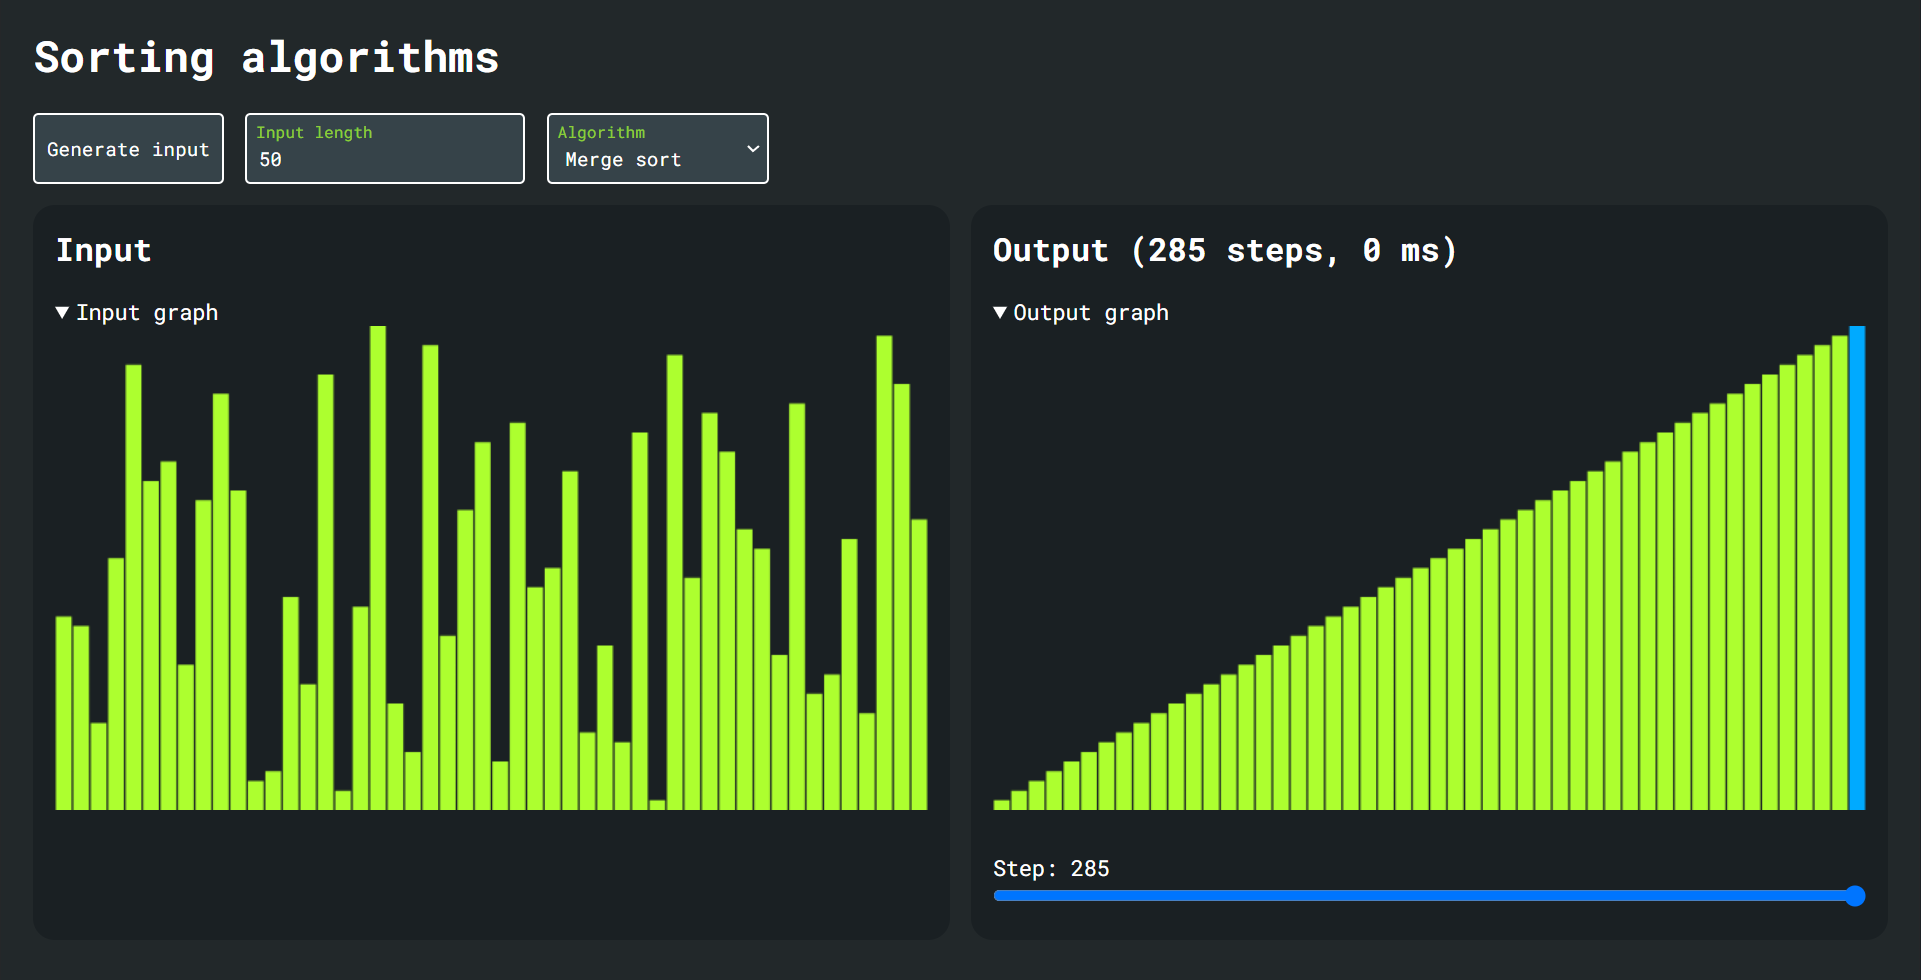 Sorting algorithms
Generate input
Input length
50
Algorithm
Merge sort
Input
Input graph
Output (285 steps, 0 ms)
Output graph
Step: 285